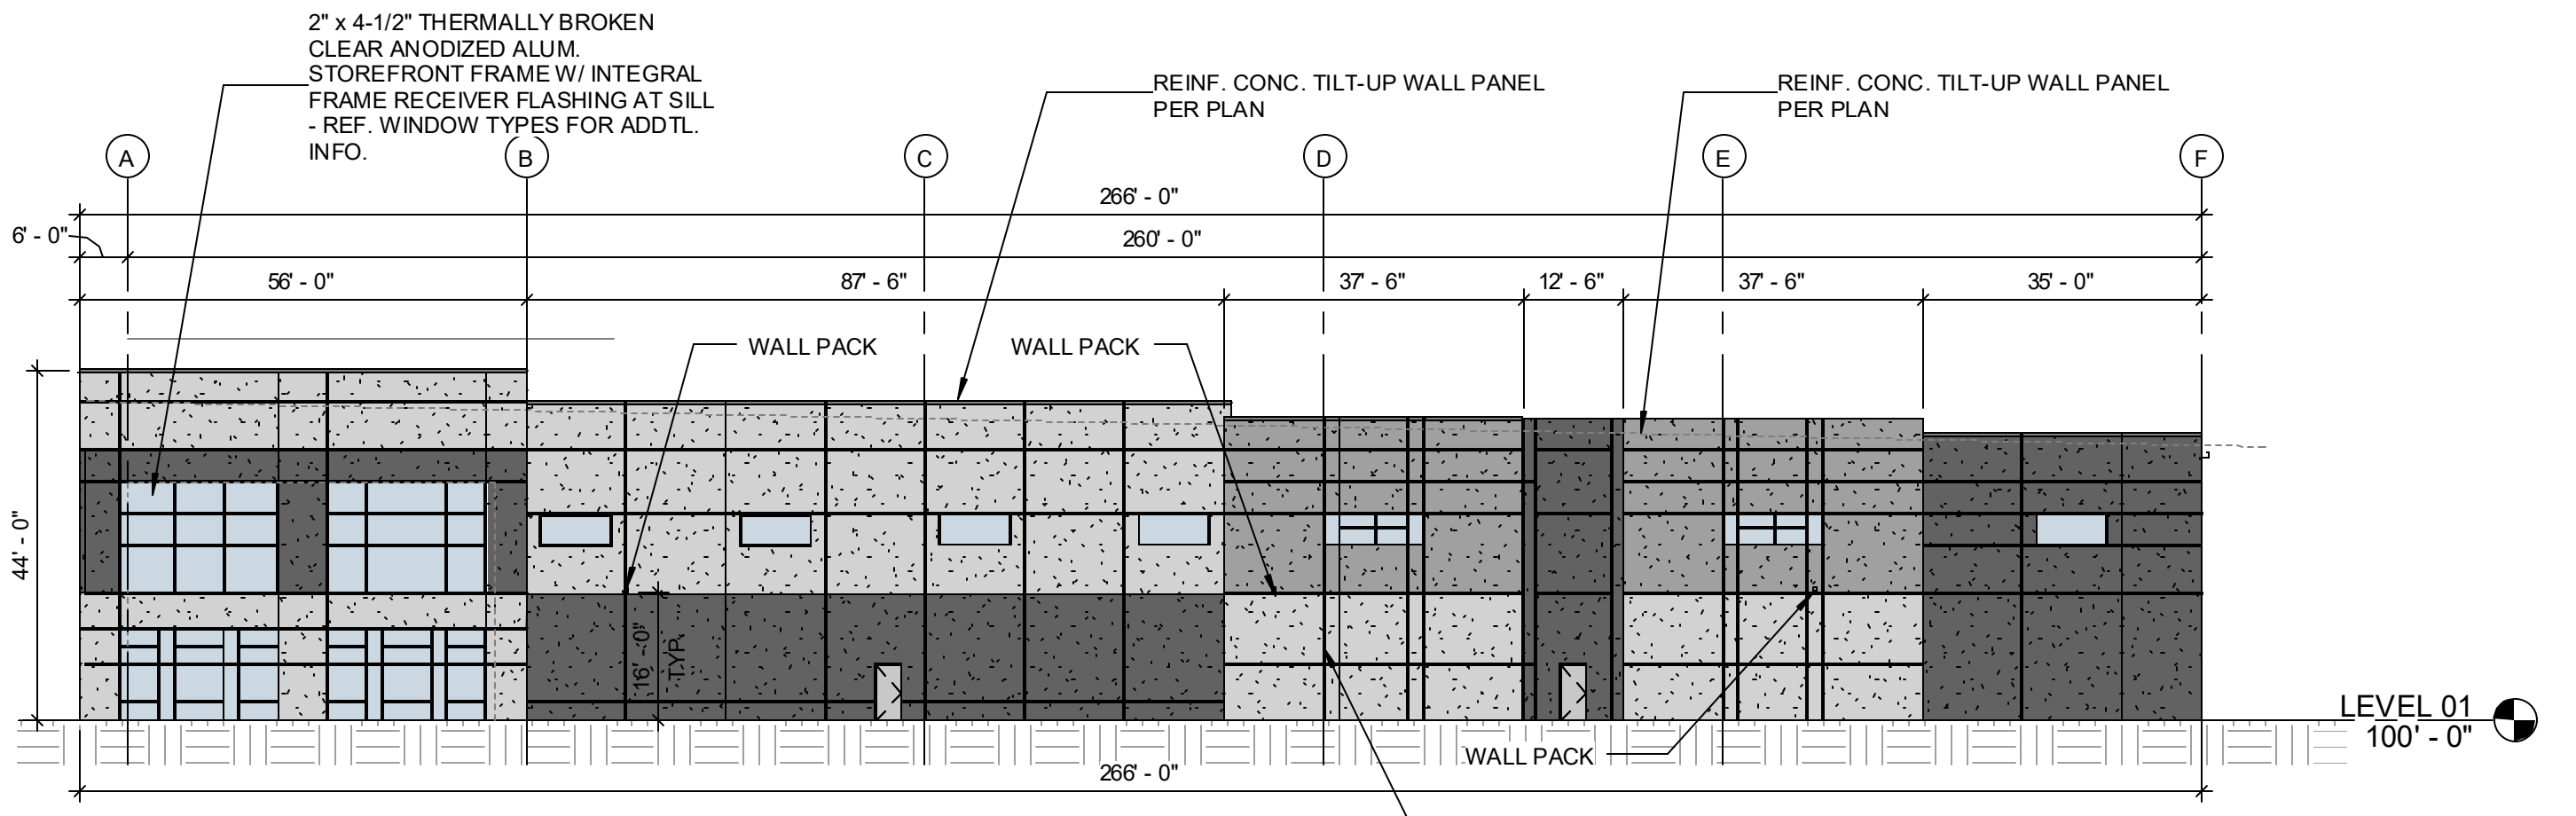 2" x 4-1/2" THERMALLY BROKEN
CLEAR ANODIZED ALUM.
STOREFRONT FRAME W/ INTEGRAL
FRAME RECEIVER FLASHING AT SILL
- REF. WINDOW TYPES FOR ADDTL.
INFO.
REINF. CONC. TILT-UP WALL PANEL
PER PLAN
REINF. CONC. TILT-UP WALL PANEL
PER PLAN
A
B
C
D
E
F
266' - 0"
6' - 0"
260' - 0"
56' - 0"
87' - 6"
37' - 6"
12' - 6"
37' - 6"
35' - 0"
WALL PACK
WALL PACK
44' - 0"
16' - 0"
TYP.
LEVEL 01
100' - 0"
WALL PACK
266' - 0"